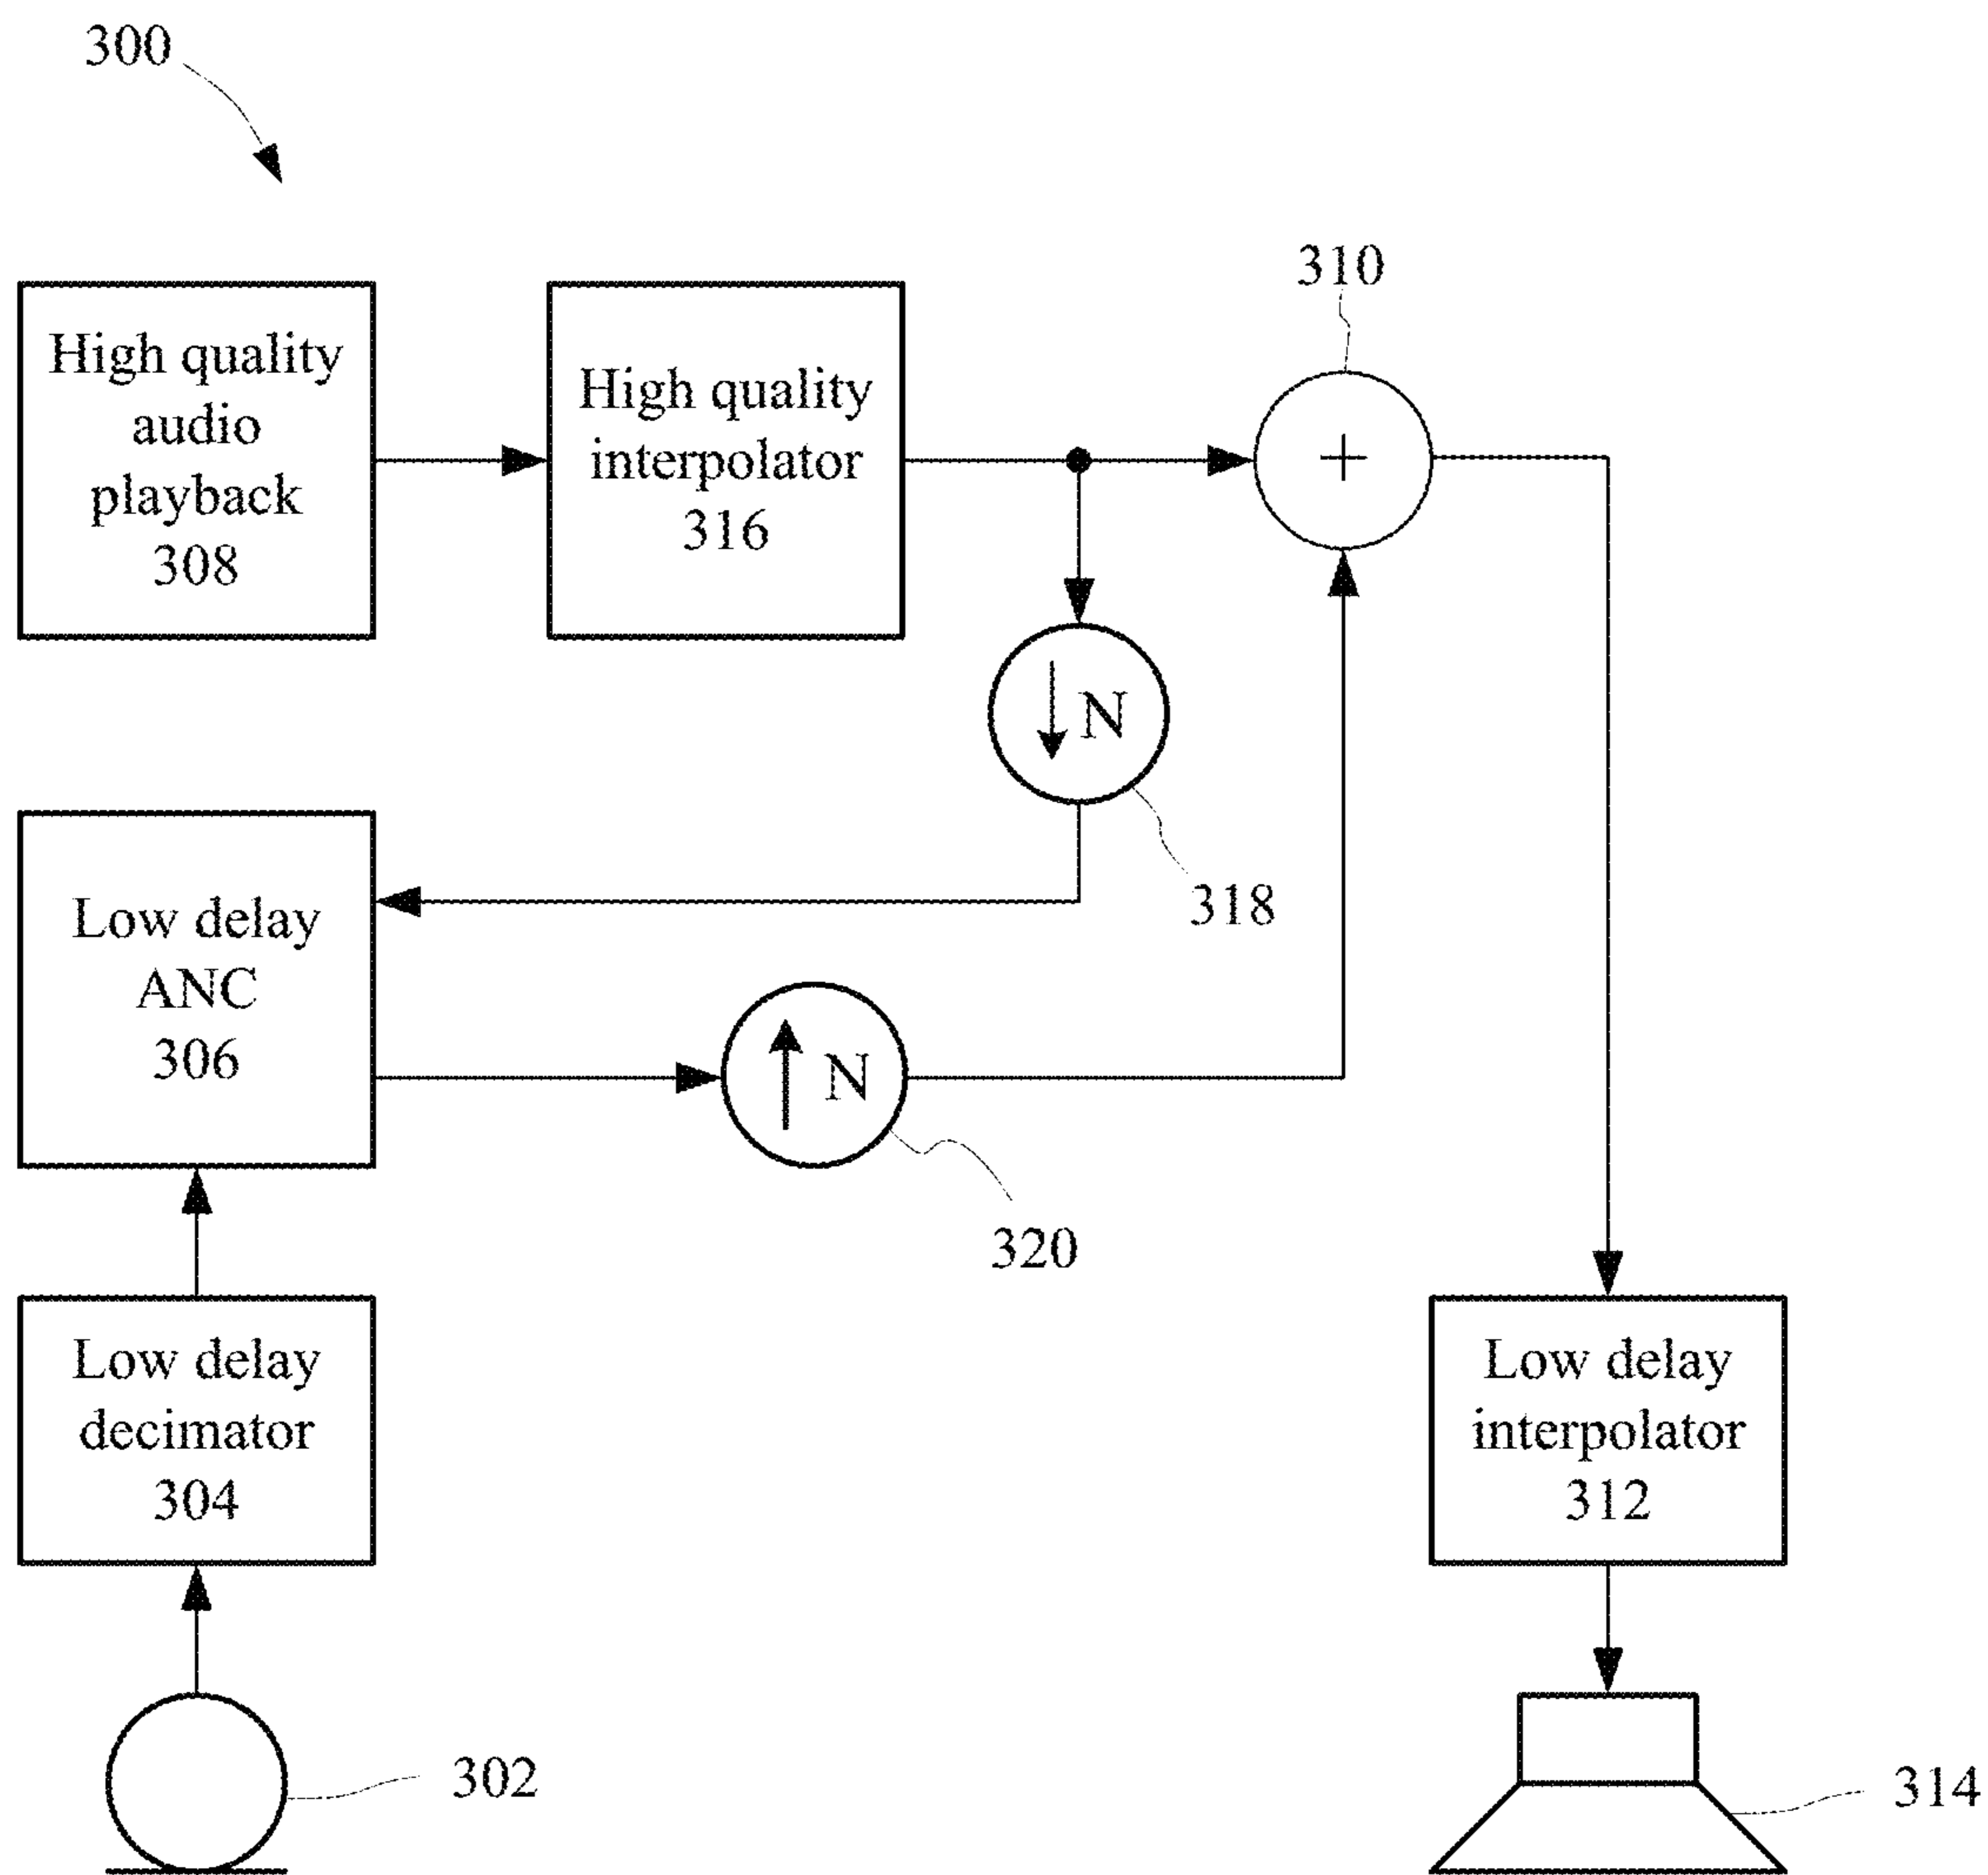 300
310
High quality
audio
playback
308
High quality
interpolator
316
+
N
318
Low delay
ANC
306
N
320
Low delay
decimator
304
Low delay
interpolator
312
302
314